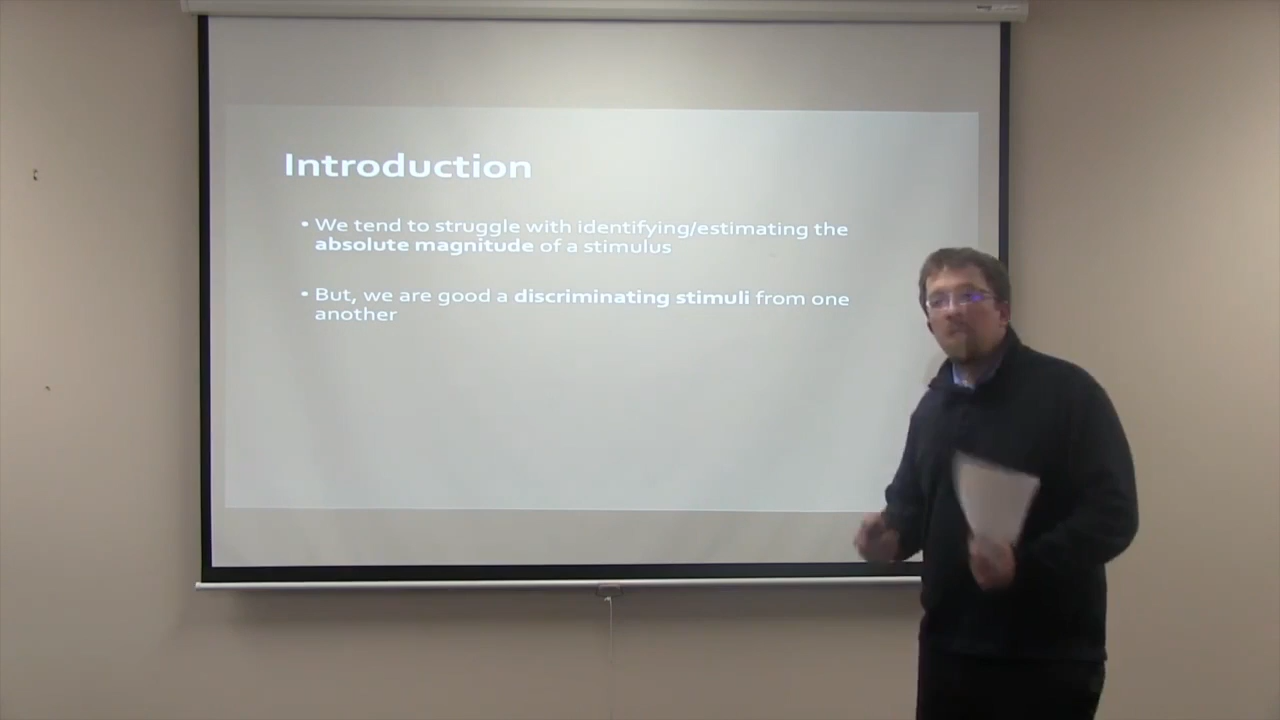 Introduction
• We tend to struggle with identifying/estimating the
absolute magnitude of a stimulus
• But, we are good a discriminating stimuli from one
another